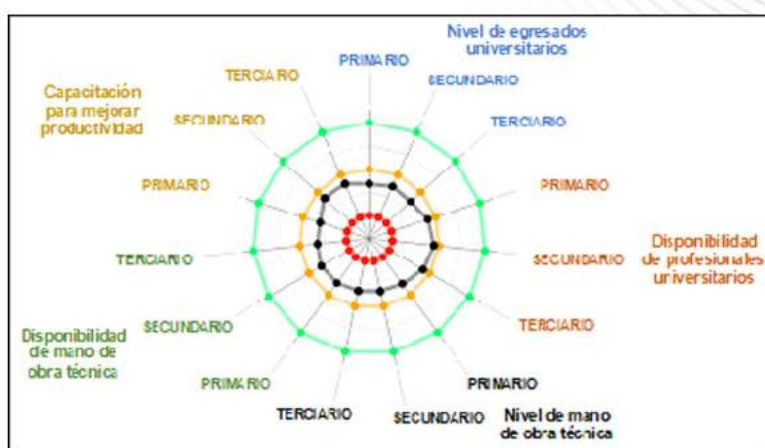 Nivel de egresados
universitarios
PRIMARIO
SECUNDARIO
TERCIARIO
PRIMARIO
SECUNDARIO
TERCIARIO
Disponibilidad
de profesionales
universitarios
PRIMARIO
SECUNDARIO
TERCIARIO
Nivel de mano
de obra técnica
PRIMARIO
SECUNDARIO
TERCIARIO
Disponibilidad
de mano de
obra técnica
PRIMARIO
SECUNDARIO
TERCIARIO
Capacitación
para mejorar
productividad